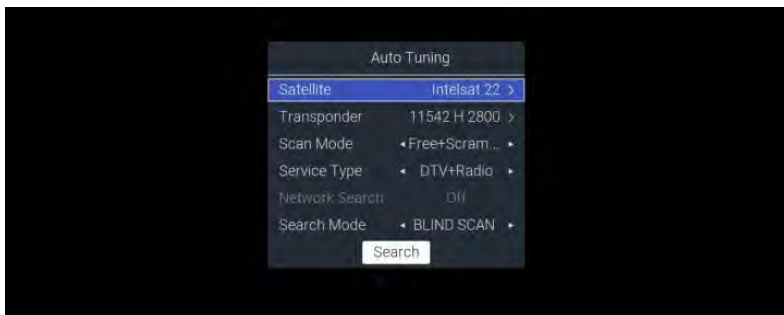 Auto Tuning
Satellite Intelsat 22 >
Transponder 11542 H 2800 >
Scan Mode ◂ Free+Scram... ▸
Service Type ◂ DTV+Radio ▸
Network Search Off
Search Mode ◂ BLIND SCAN ▸
Search